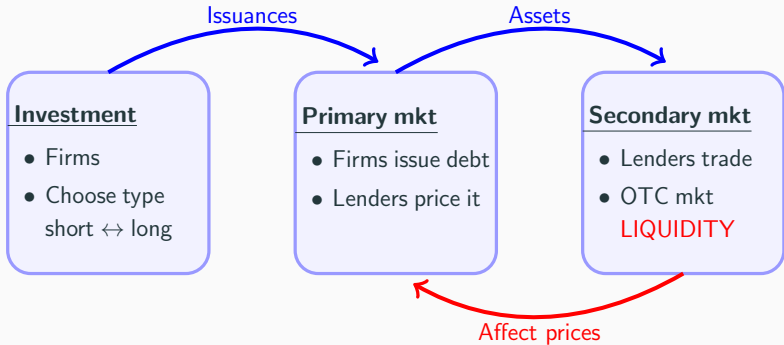 Issuances
Assets
Investment
• Firms
• Choose type
short ↔ long
Primary mkt
• Firms issue debt
• Lenders price it
Secondary mkt
• Lenders trade
• OTC mkt
LIQUIDITY
Affect prices